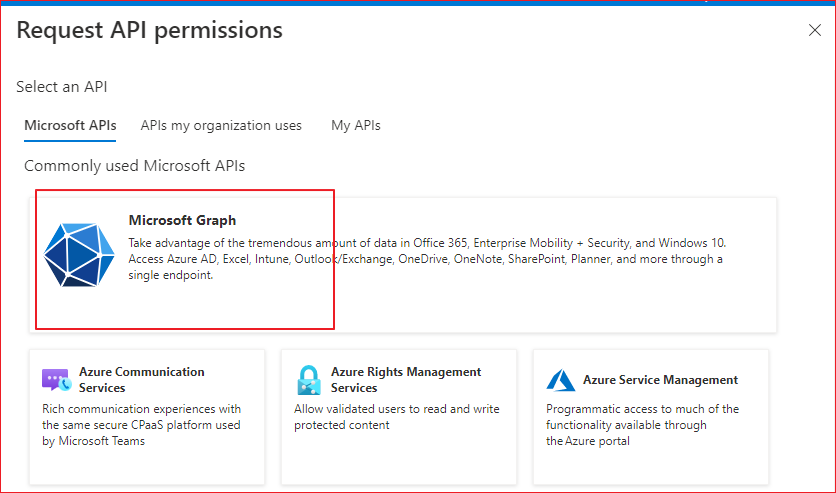 Request API permissions
Select an API
Microsoft APIs
APIs my organization uses
My APIs
Commonly used Microsoft APIs
Microsoft Graph
Take advantage of the tremendous amount of data in Office 365, Enterprise Mobility + Security, and Windows 10.
Access Azure AD, Excel, Intune, Outlook/Exchange, OneDrive, OneNote, SharePoint, Planner, and more through a
single endpoint.
Azure Communication
Services
Rich communication experiences with
the same secure CPaaS platform used
by Microsoft Teams
Azure Rights Management
Services
Allow validated users to read and write
protected content
Azure Service Management
Programmatic access to much of the
functionality available through
the Azure portal